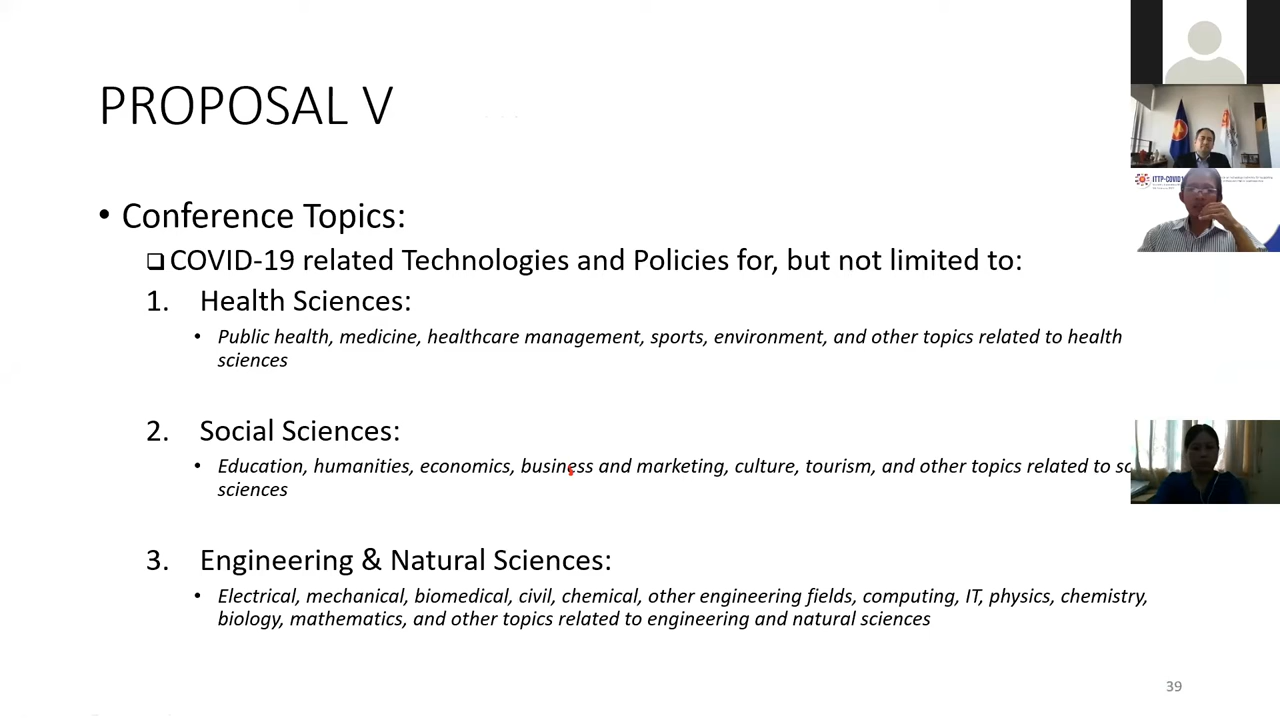 PROPOSAL V
• Conference Topics:
❑ COVID-19 related Technologies and Policies for, but not limited to:
1. Health Sciences:
• Public health, medicine, healthcare management, sports, environment, and other topics related to health
sciences
2. Social Sciences:
• Education, humanities, economics, business and marketing, culture, tourism, and other topics related to
sciences
3. Engineering & Natural Sciences:
• Electrical, mechanical, biomedical, civil, chemical, other engineering fields, computing, IT, physics, chemistry,
biology, mathematics, and other topics related to engineering and natural sciences
39
ITTP-COVID